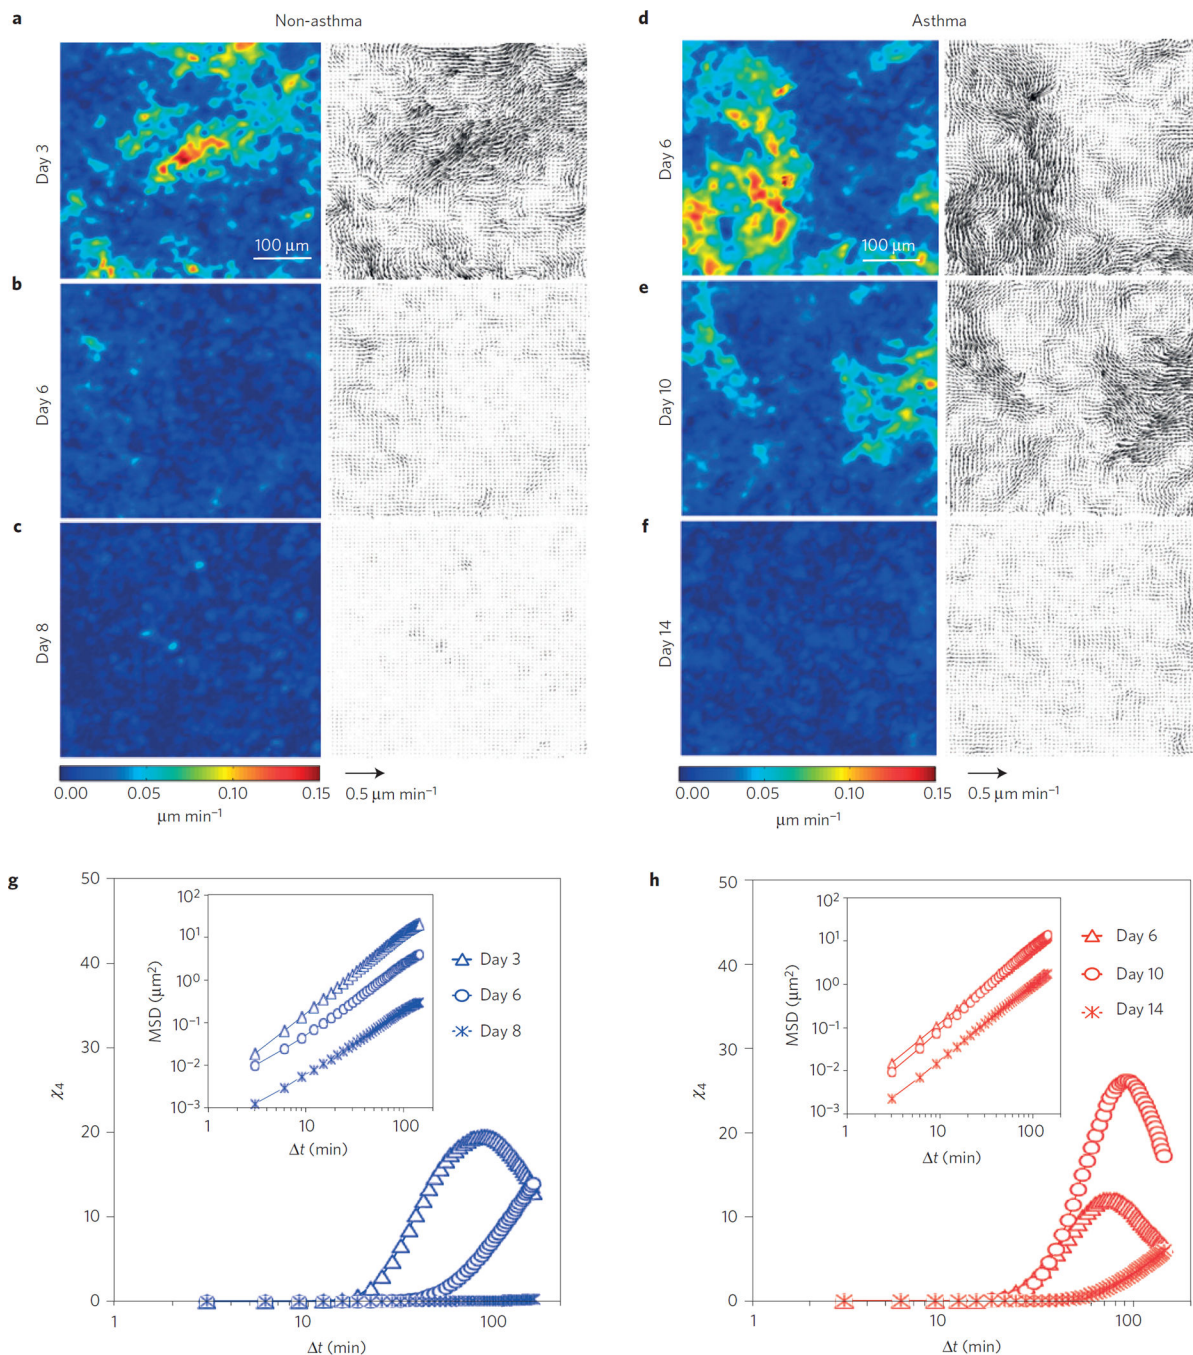 a
Non-asthma
d
Asthma
Day 3
100 µm
Day 6
100 µm
b
Day 6
e
Day 10
c
Day 8
f
Day 14
0.00 0.05 0.10 0.15
µm min⁻¹
0.5 µm min⁻¹
0.00 0.05 0.10 0.15
µm min⁻¹
0.5 µm min⁻¹
g
χ₄
50
40
30
20
10
0
1 10 100
Δt (min)
MSD (µm²)
10²
10¹
10⁰
10⁻¹
10⁻²
10⁻³
1 10 100
Δt (min)
Day 3
Day 6
Day 8
h
χ₄
50
40
30
20
10
0
1 10 100
Δt (min)
MSD (µm²)
10²
10¹
10⁰
10⁻¹
10⁻²
10⁻³
1 10 100
Δt (min)
Day 6
Day 10
Day 14